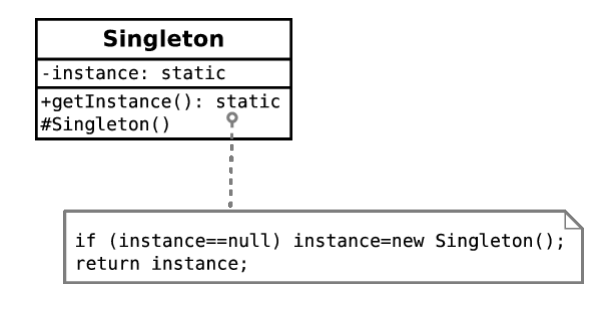 Singleton
-instance: static
+getInstance(): static
#Singleton()
if (instance==null) instance=new Singleton();
return instance;